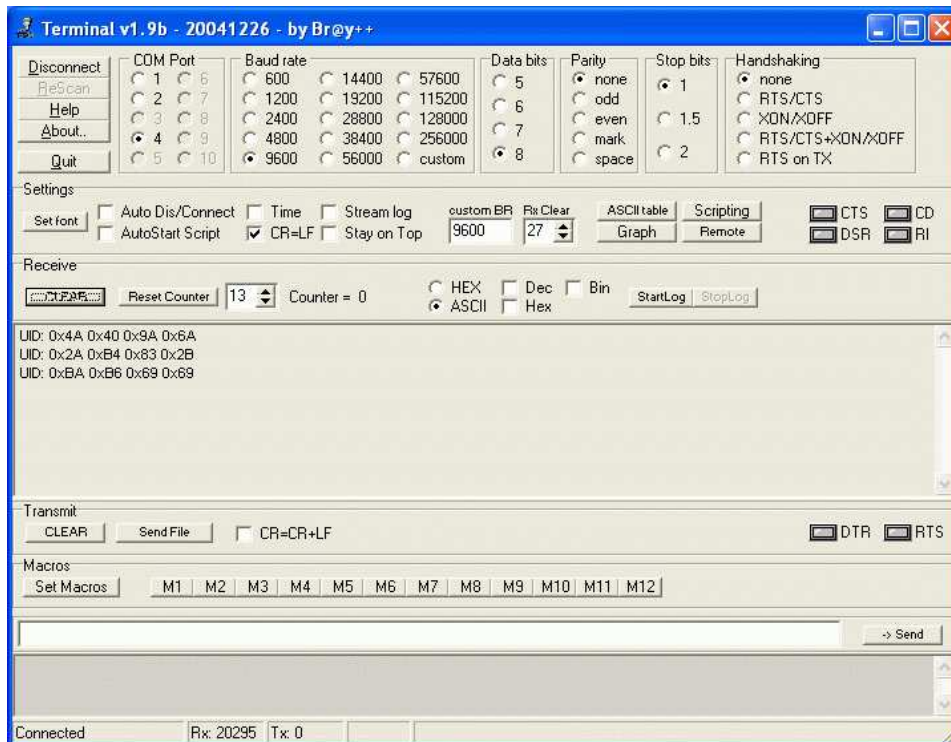 Terminal v1.9b - 20041226 - by Br@y++
Disconnect
ReScan
Help
About..
Quit
COM Port
1 6
2 7
3 8
4 9
5 10
Baud rate
600 14400 57600
1200 19200 115200
2400 28800 128000
4800 38400 256000
9600 56000 custom
Data bits
5
6
7
8
Parity
none
odd
even
mark
space
Stop bits
1
1.5
2
Handshaking
none
RTS/CTS
XON/XOFF
RTS/CTS+XON/XOFF
RTS on TX
Settings
Set font
Auto Dis/Connect Time Stream log
AutoStart Script CR=LF Stay on Top
custom BR Rx Clear
9600 27
ASCII table Scripting
Graph Remote
CTS CD
DSR RI
Receive
CLEAR Reset Counter 13 Counter = 0
HEX Dec Bin
ASCII Hex
StartLog StopLog
UID: 0x4A 0x40 0x9A 0x6A
UID: 0x2A 0xB4 0x83 0x2B
UID: 0xBA 0xB6 0x69 0x69
Transmit
CLEAR Send File CR=CR+LF DTR RTS
Macros
Set Macros M1 M2 M3 M4 M5 M6 M7 M8 M9 M10 M11 M12
-> Send
Connected Rx: 20295 Tx: 0